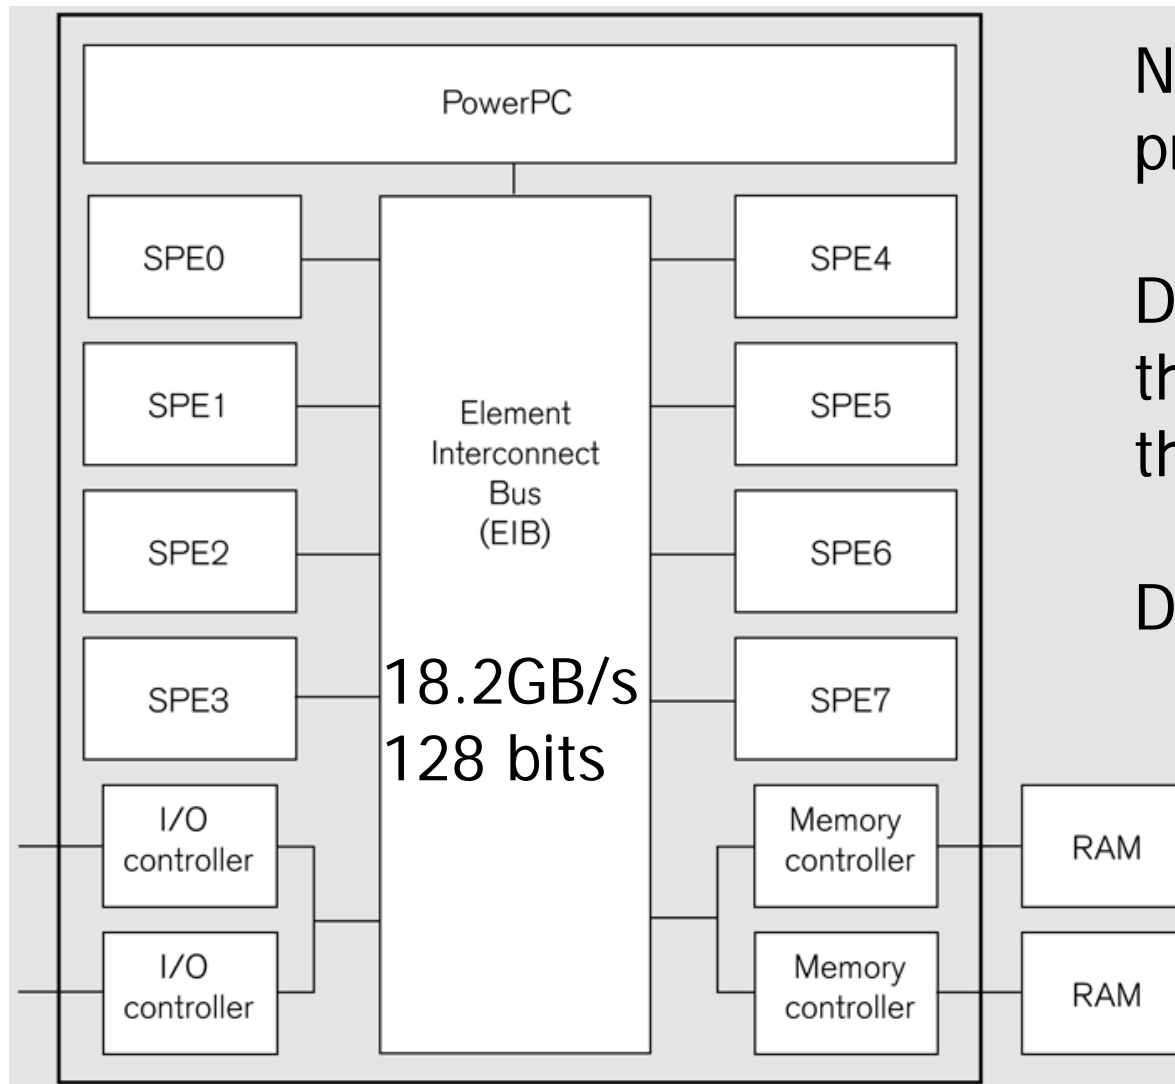 PowerPC
SPE0
SPE4
SPE1
SPE5
Element
Interconnect
Bus
(EIB)
SPE2
SPE6
SPE3
SPE7
18.2GB/s
128 bits
I/O
controller
Memory
controller
RAM
I/O
controller
Memory
controller
RAM